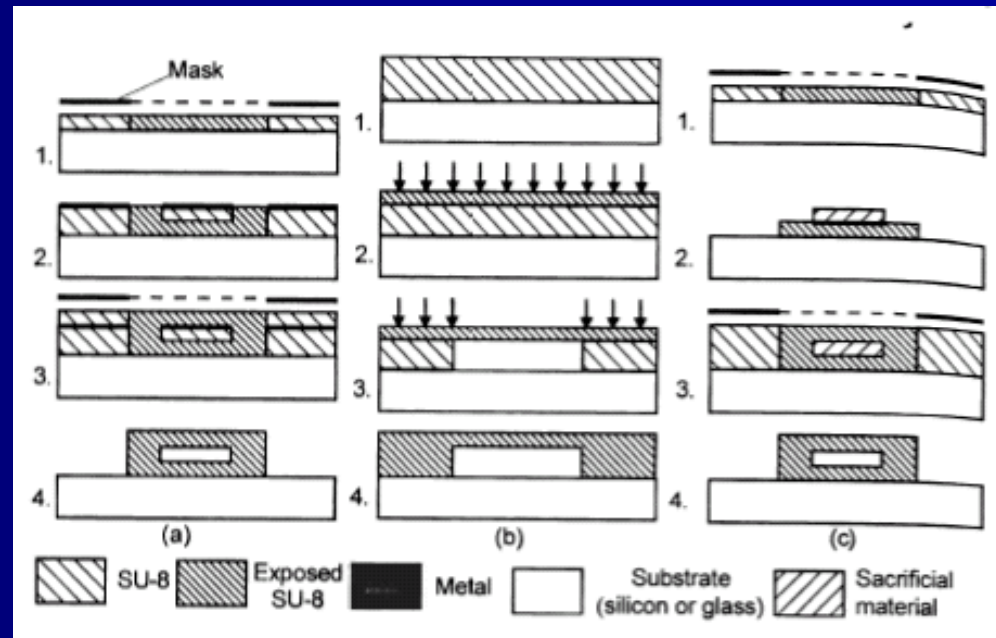 Mask
1.
2.
3.
4.
(a)
1.
2.
3.
4.
(b)
1.
2.
3.
4.
(c)
SU-8
Exposed
SU-8
Metal
Substrate
(silicon or glass)
Sacrificial
material